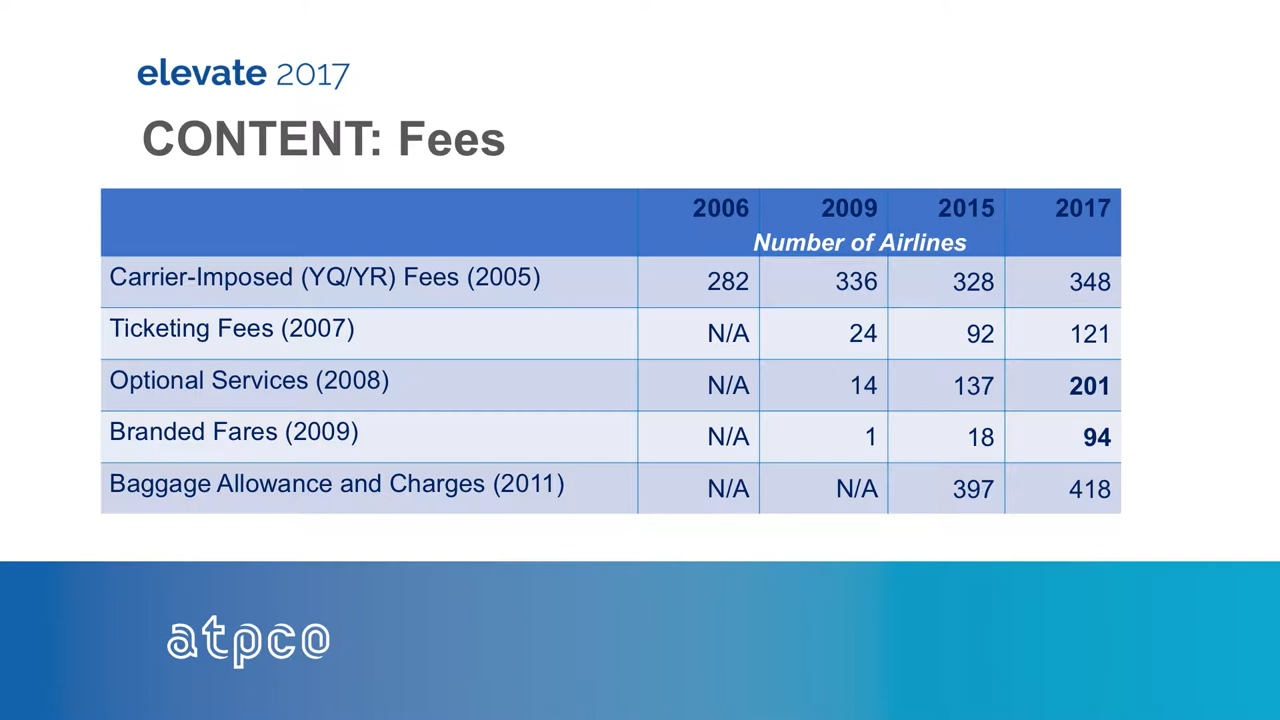 elevate 2017
CONTENT: Fees
2006 2009 2015 2017
Number of Airlines
Carrier-Imposed (YQ/YR) Fees (2005) 282 336 328 348
Ticketing Fees (2007) N/A 24 92 121
Optional Services (2008) N/A 14 137 201
Branded Fares (2009) N/A 1 18 94
Baggage Allowance and Charges (2011) N/A N/A 397 418
atpco